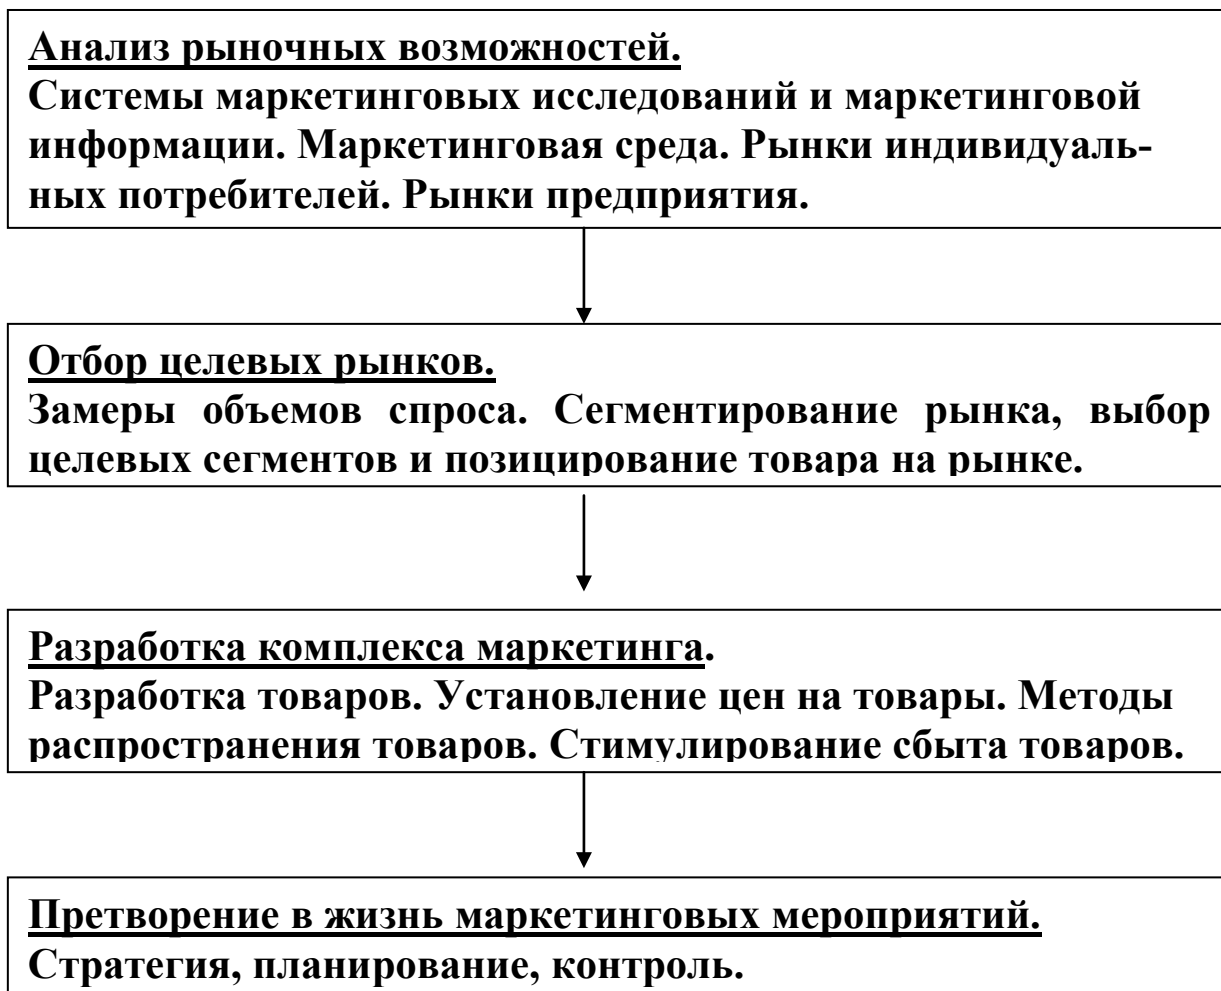 Анализ рыночных возможностей.
Системы маркетинговых исследований и маркетинговой
информации. Маркетинговая среда. Рынки индивидуаль-
ных потребителей. Рынки предприятия.
Отбор целевых рынков.
Замеры объемов спроса. Сегментирование рынка, выбор
целевых сегментов и позицирование товара на рынке.
Разработка комплекса маркетинга.
Разработка товаров. Установление цен на товары. Методы
распространения товаров. Стимулирование сбыта товаров.
Претворение в жизнь маркетинговых мероприятий.
Стратегия, планирование, контроль.